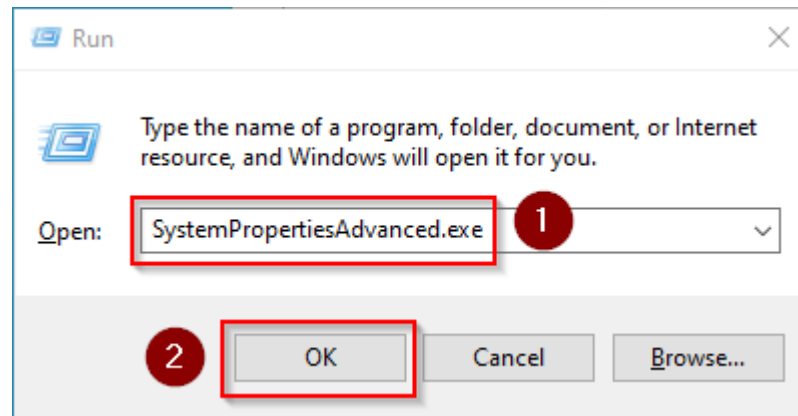 Run
Type the name of a program, folder, document, or Internet
resource, and Windows will open it for you.
Open: SystemPropertiesAdvanced.exe 1
2 OK Cancel Browse...